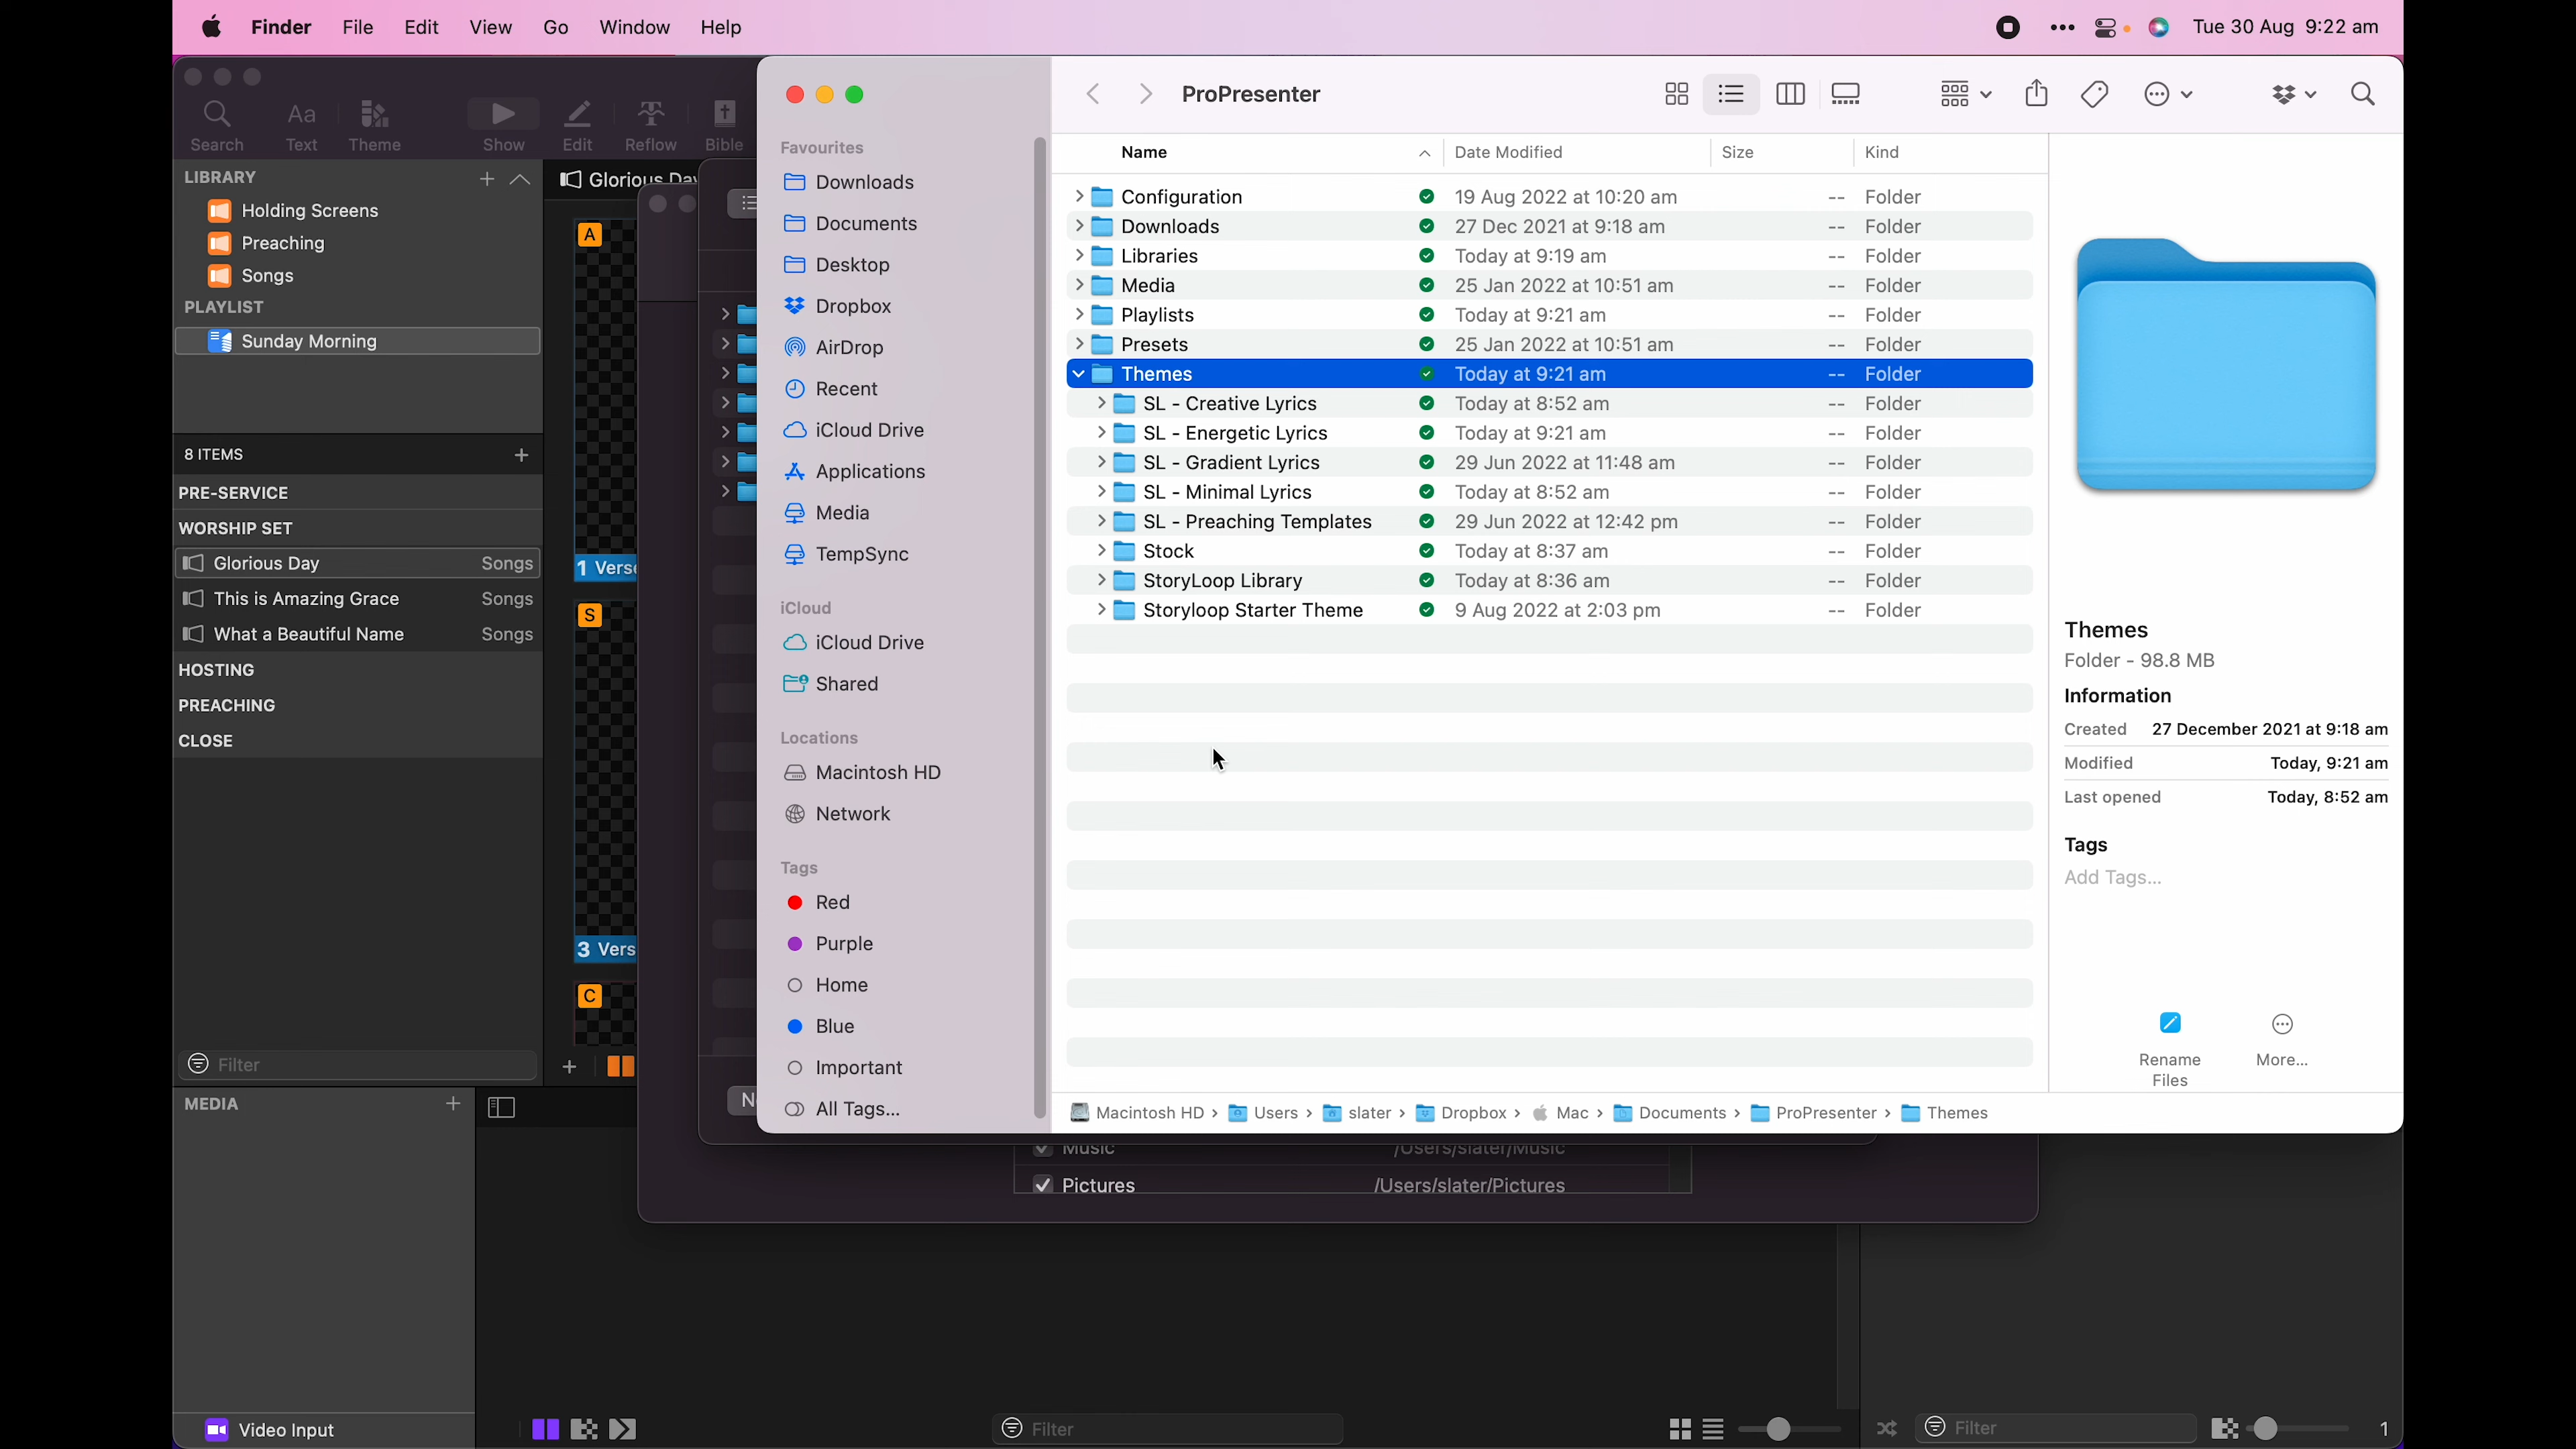 Finder File Edit View Go Window Help Tue 30 Aug 9:22 am
Search Text Theme Show Edit Reflow Bible
LIBRARY
Holding Screens
Preaching
Songs
PLAYLIST
Sunday Morning
8 ITEMS
PRE-SERVICE
WORSHIP SET
Glorious Day Songs
This is Amazing Grace Songs
What a Beautiful Name Songs
HOSTING
PREACHING
CLOSE
Filter
MEDIA
Video Input
Glorious Day
A
1 Verse
S
3 Vers
C
Favourites
Downloads
Documents
Desktop
Dropbox
AirDrop
Recent
iCloud Drive
Applications
Media
TempSync
iCloud
iCloud Drive
Shared
Locations
Macintosh HD
Network
Tags
Red
Purple
Home
Blue
Important
All Tags...
ProPresenter
Name Date Modified Size Kind
Configuration 19 Aug 2022 at 10:20 am -- Folder
Downloads 27 Dec 2021 at 9:18 am -- Folder
Libraries Today at 9:19 am -- Folder
Media 25 Jan 2022 at 10:51 am -- Folder
Playlists Today at 9:21 am -- Folder
Presets 25 Jan 2022 at 10:51 am -- Folder
Themes Today at 9:21 am -- Folder
SL - Creative Lyrics Today at 8:52 am -- Folder
SL - Energetic Lyrics Today at 9:21 am -- Folder
SL - Gradient Lyrics 29 Jun 2022 at 11:48 am -- Folder
SL - Minimal Lyrics Today at 8:52 am -- Folder
SL - Preaching Templates 29 Jun 2022 at 12:42 pm -- Folder
Stock Today at 8:37 am -- Folder
StoryLoop Library Today at 8:36 am -- Folder
Storyloop Starter Theme 9 Aug 2022 at 2:03 pm -- Folder
Themes
Folder - 98.8 MB
Information
Created 27 December 2021 at 9:18 am
Modified Today, 9:21 am
Last opened Today, 8:52 am
Tags
Add Tags...
Rename Files
More...
Macintosh HD › Users › slater › Dropbox › Mac › Documents › ProPresenter › Themes
Music /Users/slater/Music
Pictures /Users/slater/Pictures
Filter
Filter
1